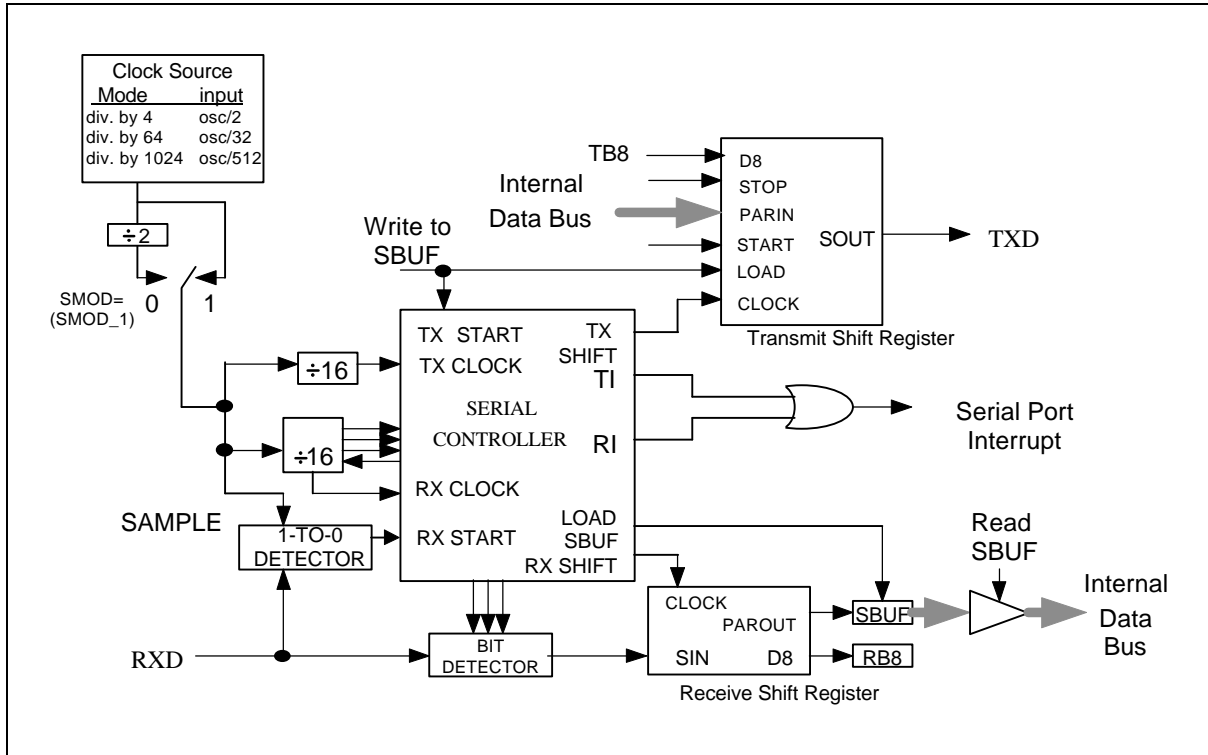 Clock Source
Mode input
div. by 4 osc/2
div. by 64 osc/32
div. by 1024 osc/512
÷2
SMOD=
(SMOD_1)
0
1
TB8
Internal
Data Bus
Write to
SBUF
D8
STOP
PARIN
START
LOAD
CLOCK
SOUT
TXD
Transmit Shift Register
÷16
÷16
TX START
TX CLOCK
SERIAL
CONTROLLER
RX CLOCK
RX START
TX
SHIFT
TI
RI
LOAD
SBUF
RX SHIFT
Serial Port
Interrupt
SAMPLE
1-TO-0
DETECTOR
RXD
BIT
DETECTOR
CLOCK
PAROUT
SIN D8
Receive Shift Register
SBUF
RB8
Read
SBUF
Internal
Data
Bus